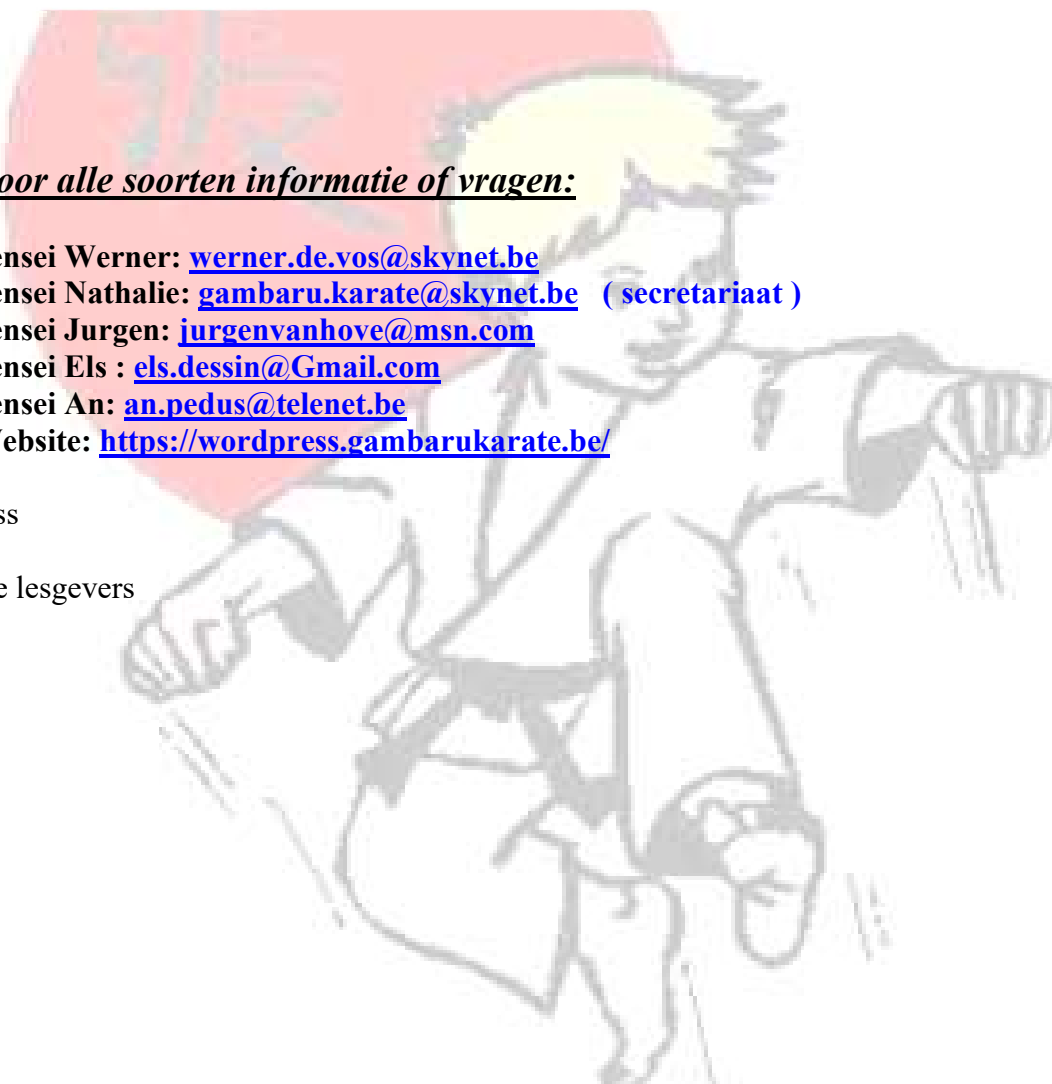 oor alle soorten informatie of vragen:
ensei Werner: werner.de.vos@skynet.be
ensei Nathalie: gambaru.karate@skynet.be ( secretariaat )
ensei Jurgen: jurgenvanhove@msn.com
ensei Els : els.dessin@Gmail.com
ensei An: an.pedus@telenet.be
Website: https://wordpress.gambarukarate.be/
ss
e lesgevers